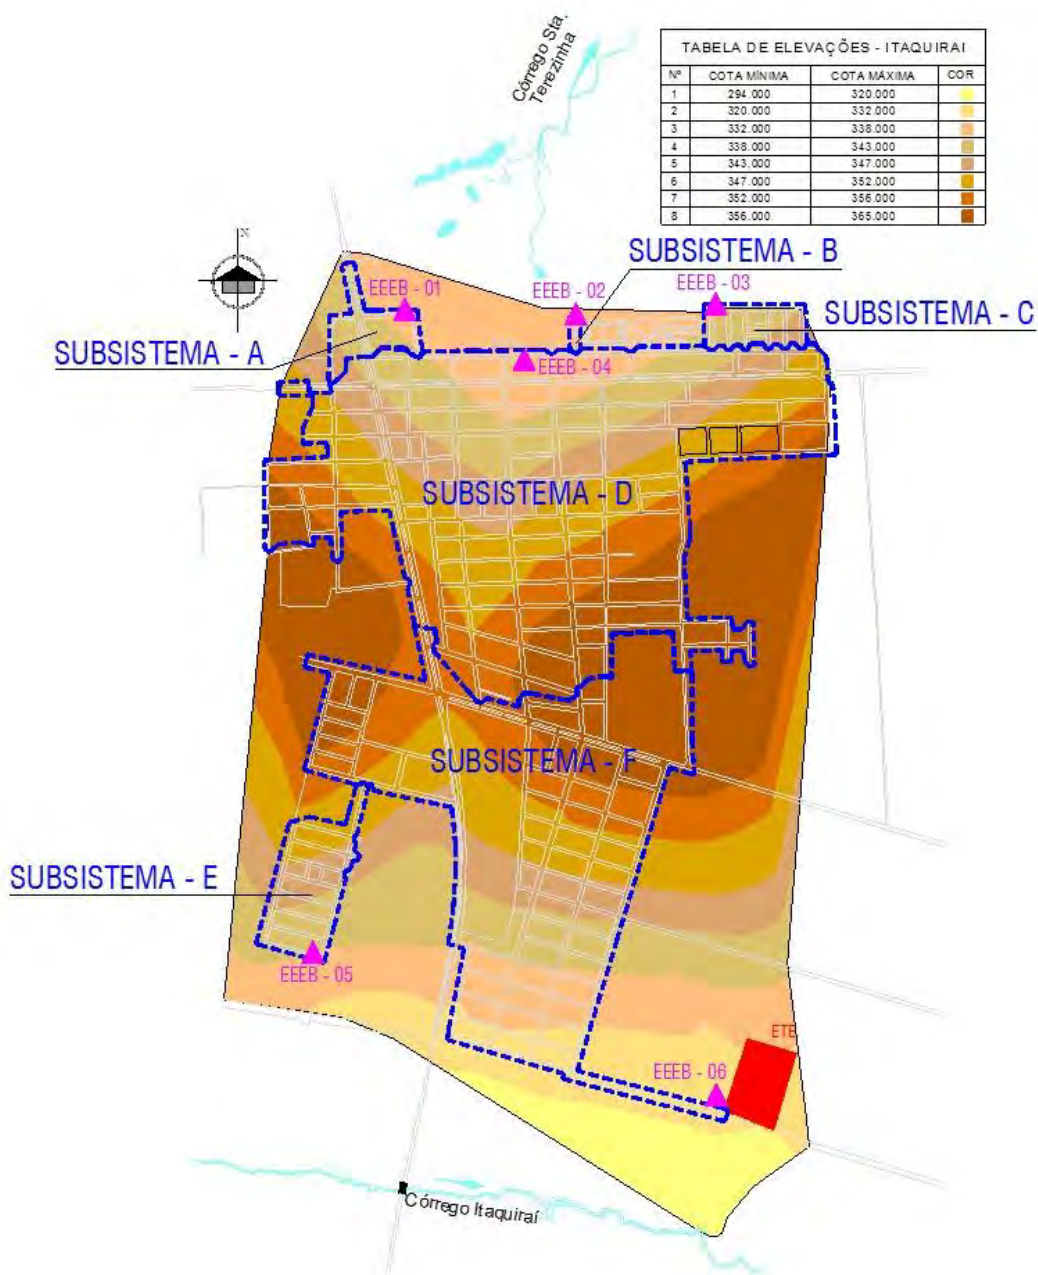 Córrego Sta.
Terezinha
TABELA DE ELEVAÇÕES - ITAQUIRAI
Nº COTA MÍNIMA COTA MÁXIMA COR
1 294.000 320.000
2 320.000 332.000
3 332.000 338.000
4 338.000 343.000
5 343.000 347.000
6 347.000 352.000
7 352.000 356.000
8 356.000 365.000
N
SUBSISTEMA - B
EEEB - 01
EEEB - 02
EEEB - 03
SUBSISTEMA - C
SUBSISTEMA - A
EEEB - 04
SUBSISTEMA - D
SUBSISTEMA - F
SUBSISTEMA - E
EEEB - 05
ETE
EEEB - 06
Córrego Itaquiraí